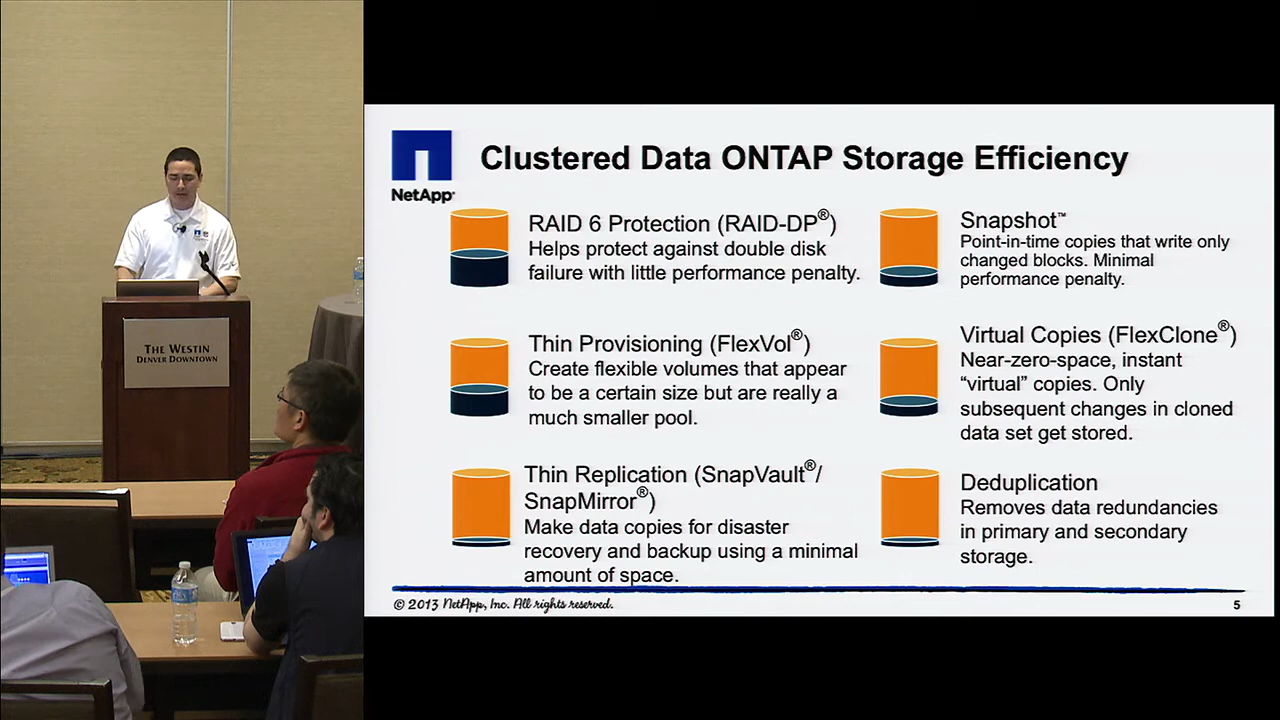 THE WESTIN
DENVER DOWNTOWN
NetApp®
Clustered Data ONTAP Storage Efficiency
RAID 6 Protection (RAID-DP®)
Helps protect against double disk
failure with little performance penalty.
Thin Provisioning (FlexVol®)
Create flexible volumes that appear
to be a certain size but are really a
much smaller pool.
Thin Replication (SnapVault®/
SnapMirror®)
Make data copies for disaster
recovery and backup using a minimal
amount of space.
Snapshot™
Point-in-time copies that write only
changed blocks. Minimal
performance penalty.
Virtual Copies (FlexClone®)
Near-zero-space, instant
“virtual” copies. Only
subsequent changes in cloned
data set get stored.
Deduplication
Removes data redundancies
in primary and secondary
storage.
© 2013 NetApp, Inc. All rights reserved.
5